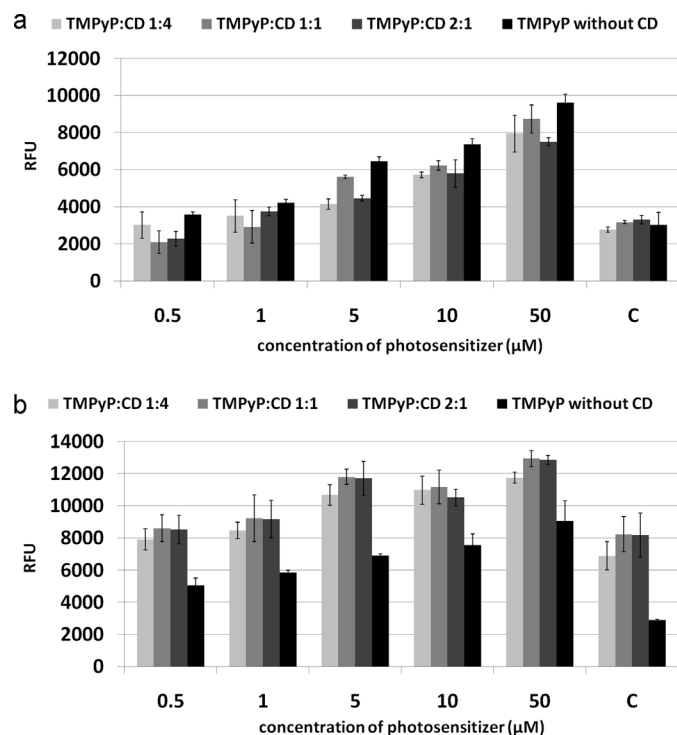 a
TMPyP:CD 1:4 TMPyP:CD 1:1 TMPyP:CD 2:1 TMPyP without CD
12000
10000
8000
6000
4000
2000
0
RFU
0.5 1 5 10 50 C
concentration of photosensitizer (μM)
b
TMPyP:CD 1:4 TMPyP:CD 1:1 TMPyP:CD 2:1 TMPyP without CD
14000
12000
10000
8000
6000
4000
2000
0
RFU
0.5 1 5 10 50 C
concentration of photosensitizer (μM)